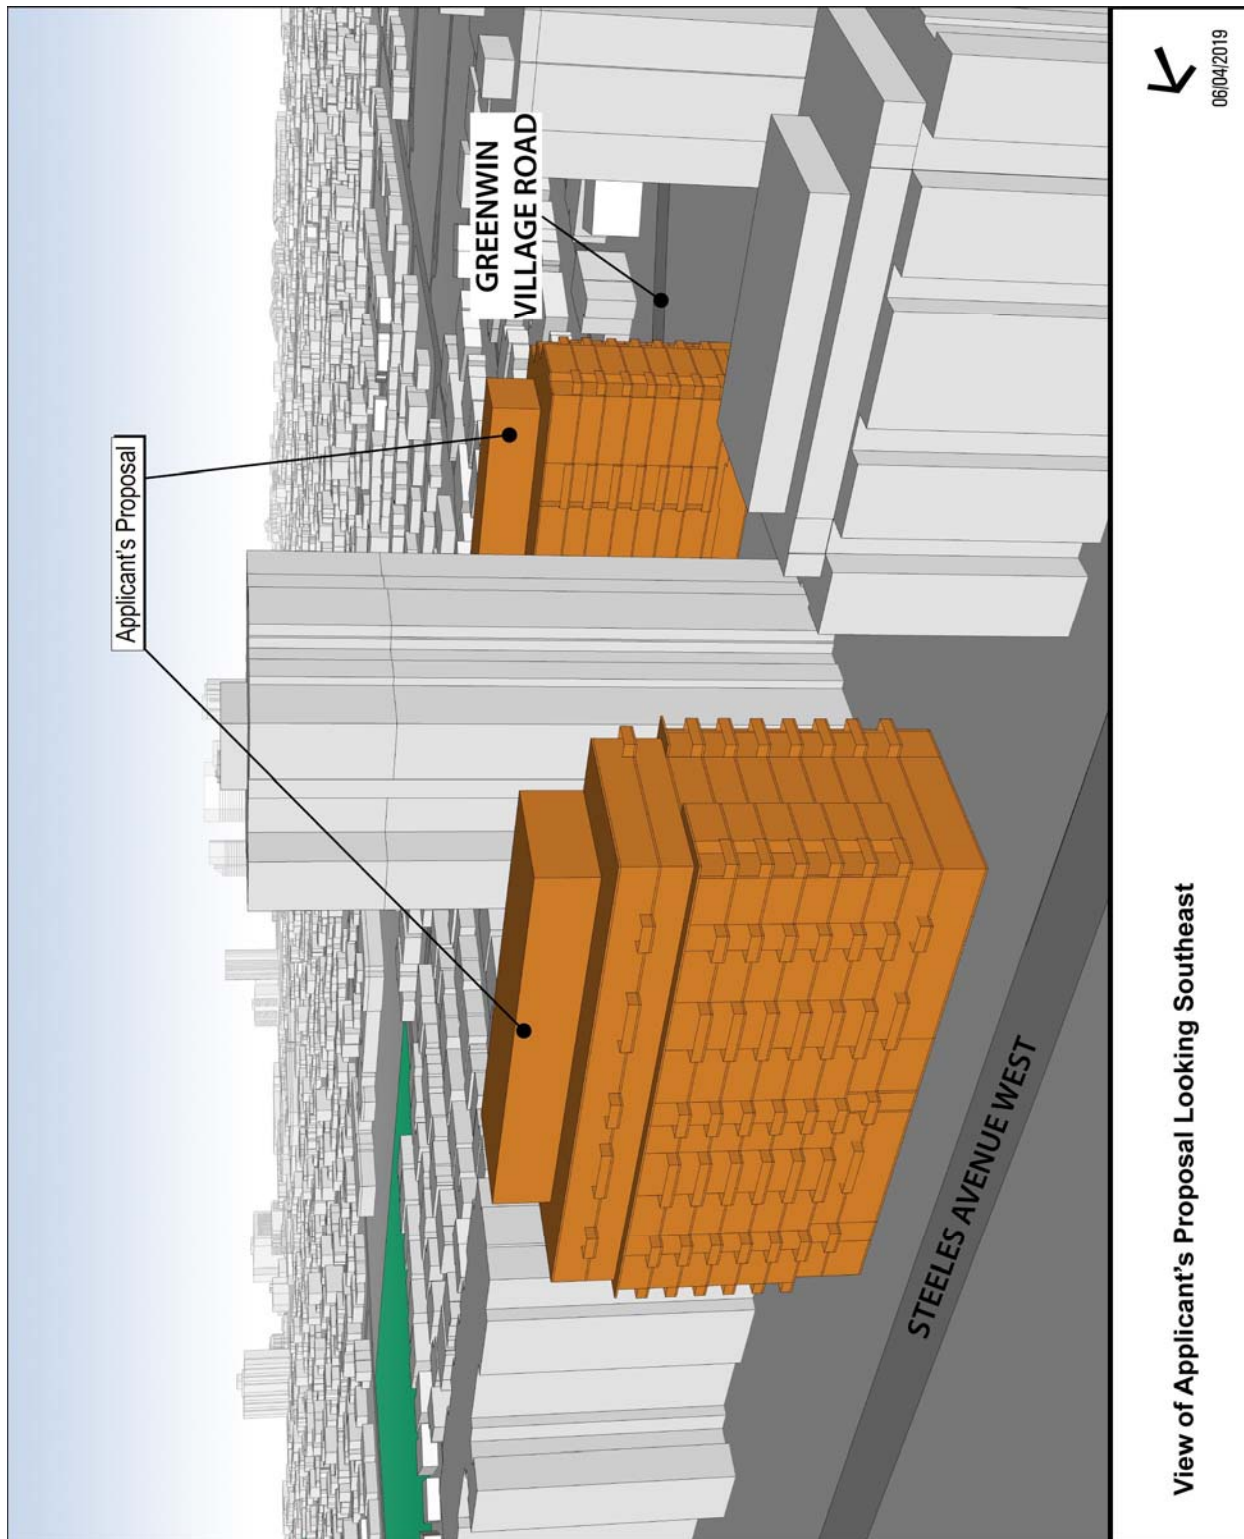 Applicant's Proposal
GREENWIN
VILLAGE ROAD
STEELES AVENUE WEST
View of Applicant's Proposal Looking Southeast
06/04/2019